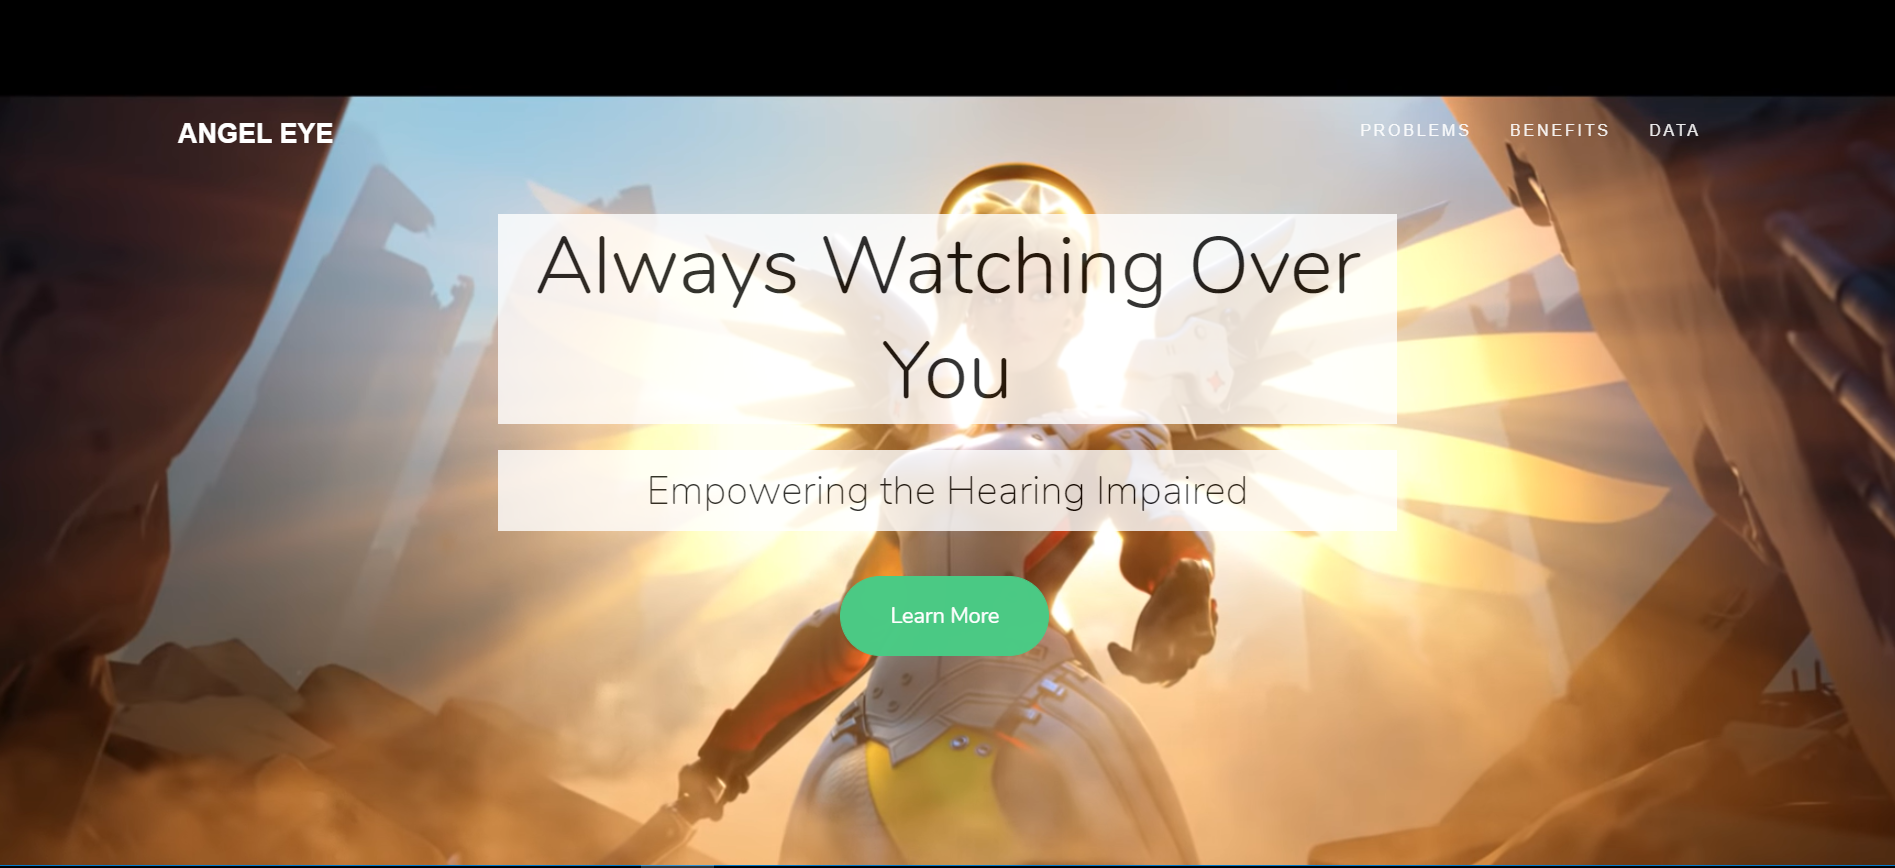 ANGEL EYE
PROBLEMS BENEFITS DATA
Always Watching Over
You
Empowering the Hearing Impaired
Learn More